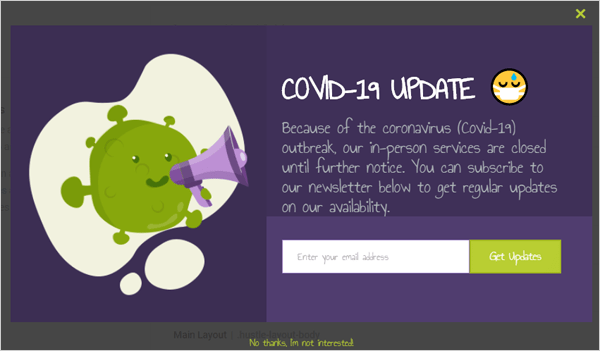 COVID-19 UPDATE
Because of the coronavirus (Covid-19)
outbreak, our in-person services are closed
until further notice. You can subscribe to
our newsletter below to get regular updates
on our availability.
Enter your email address
Get Updates
Main Layout
No thanks, I'm not interested!